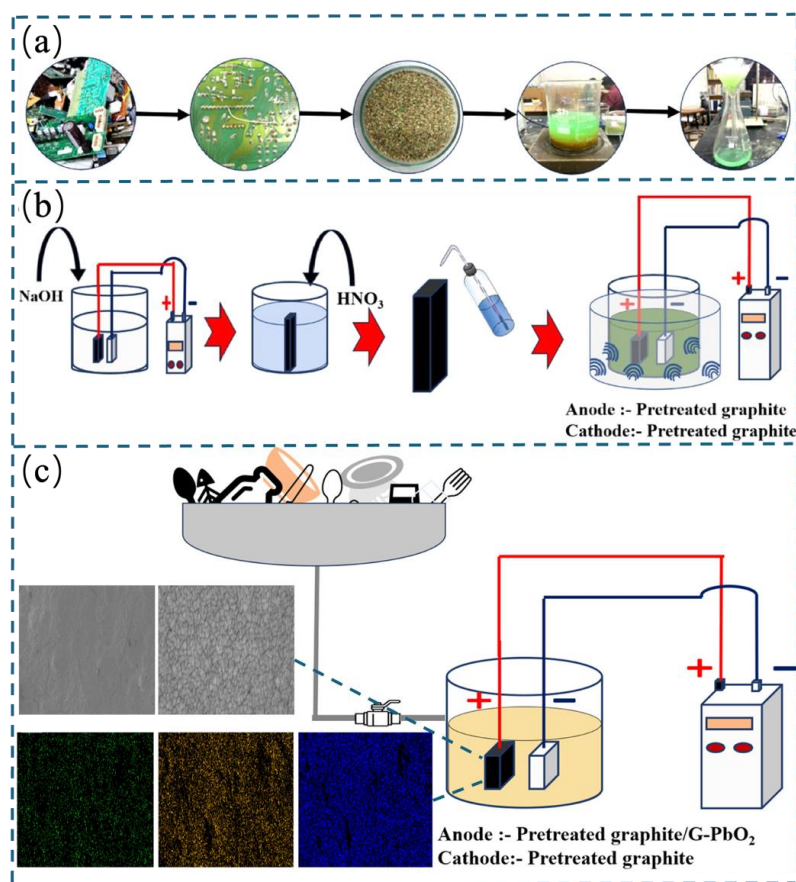 (a)
(b)
NaOH
+
-
HNO₃
+
-
+
-
Anode :- Pretreated graphite
Cathode:- Pretreated graphite
(c)
+
-
+
-
Anode :- Pretreated graphite/G-PbO₂
Cathode:- Pretreated graphite